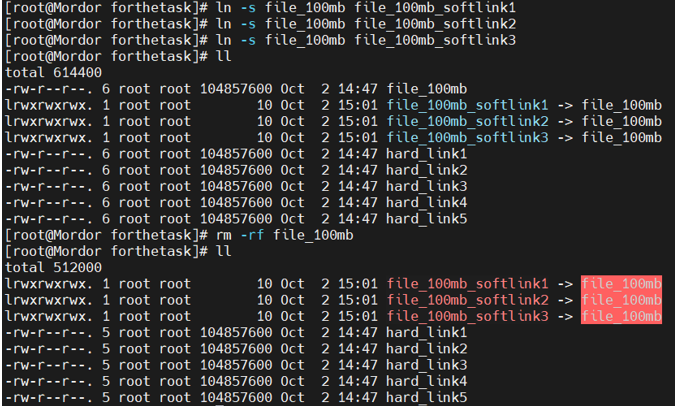 [root@Mordor forthetask]# ln -s file_100mb file_100mb_softlink1
[root@Mordor forthetask]# ln -s file_100mb file_100mb_softlink2
[root@Mordor forthetask]# ln -s file_100mb file_100mb_softlink3
[root@Mordor forthetask]# ll
total 614400
-rw-r--r--. 6 root root 104857600 Oct  2 14:47 file_100mb
lrwxrwxrwx. 1 root root        10 Oct  2 15:01 file_100mb_softlink1 -> file_100mb
lrwxrwxrwx. 1 root root        10 Oct  2 15:01 file_100mb_softlink2 -> file_100mb
lrwxrwxrwx. 1 root root        10 Oct  2 15:01 file_100mb_softlink3 -> file_100mb
-rw-r--r--. 6 root root 104857600 Oct  2 14:47 hard_link1
-rw-r--r--. 6 root root 104857600 Oct  2 14:47 hard_link2
-rw-r--r--. 6 root root 104857600 Oct  2 14:47 hard_link3
-rw-r--r--. 6 root root 104857600 Oct  2 14:47 hard_link4
-rw-r--r--. 6 root root 104857600 Oct  2 14:47 hard_link5
[root@Mordor forthetask]# rm -rf file_100mb
[root@Mordor forthetask]# ll
total 512000
lrwxrwxrwx. 1 root root        10 Oct  2 15:01 file_100mb_softlink1 -> file_100mb
lrwxrwxrwx. 1 root root        10 Oct  2 15:01 file_100mb_softlink2 -> file_100mb
lrwxrwxrwx. 1 root root        10 Oct  2 15:01 file_100mb_softlink3 -> file_100mb
-rw-r--r--. 5 root root 104857600 Oct  2 14:47 hard_link1
-rw-r--r--. 5 root root 104857600 Oct  2 14:47 hard_link2
-rw-r--r--. 5 root root 104857600 Oct  2 14:47 hard_link3
-rw-r--r--. 5 root root 104857600 Oct  2 14:47 hard_link4
-rw-r--r--. 5 root root 104857600 Oct  2 14:47 hard_link5